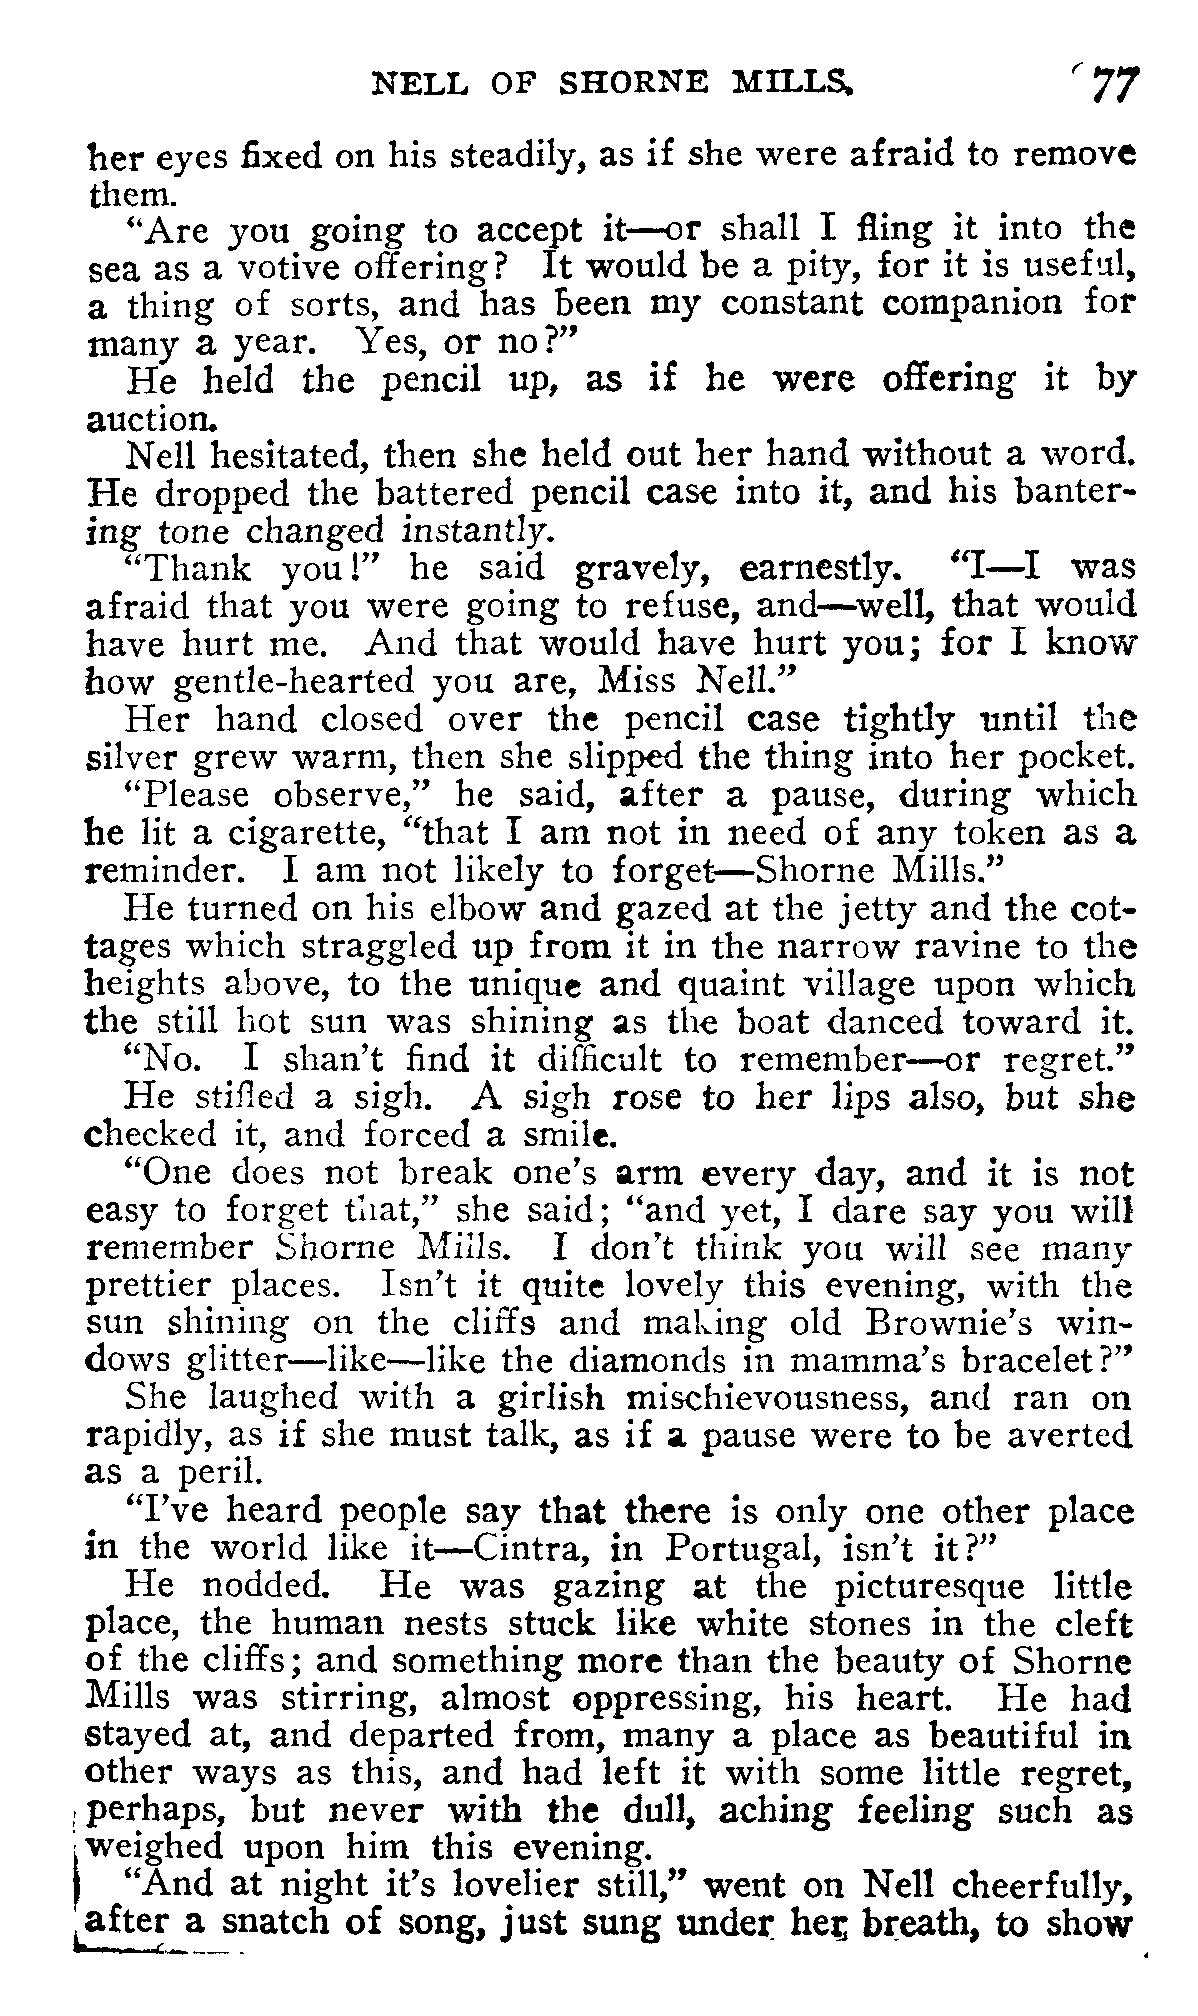 NELL OF SHORNE MILLS. 77
her eyes fixed on his steadily, as if she were afraid to remove
them.
"Are you going to accept it—or shall I fling it into the
sea as a votive offering? It would be a pity, for it is useful,
a thing of sorts, and has been my constant companion for
many a year. Yes, or no?"
He held the pencil up, as if he were offering it by
auction.
Nell hesitated, then she held out her hand without a word.
He dropped the battered pencil case into it, and his banter-
ing tone changed instantly.
"Thank you!" he said gravely, earnestly. "I—I was
afraid that you were going to refuse, and—well, that would
have hurt me. And that would have hurt you; for I know
how gentle-hearted you are, Miss Nell."
Her hand closed over the pencil case tightly until the
silver grew warm, then she slipped the thing into her pocket.
"Please observe," he said, after a pause, during which
he lit a cigarette, "that I am not in need of any token as a
reminder. I am not likely to forget—Shorne Mills."
He turned on his elbow and gazed at the jetty and the cot-
tages which straggled up from it in the narrow ravine to the
heights above, to the unique and quaint village upon which
the still hot sun was shining as the boat danced toward it.
"No. I shan't find it difficult to remember—or regret."
He stifled a sigh. A sigh rose to her lips also, but she
checked it, and forced a smile.
"One does not break one's arm every day, and it is not
easy to forget that," she said; "and yet, I dare say you will
remember Shorne Mills. I don't think you will see many
prettier places. Isn't it quite lovely this evening, with the
sun shining on the cliffs and making old Brownie's win-
dows glitter—like—like the diamonds in mamma's bracelet?"
She laughed with a girlish mischievousness, and ran on
rapidly, as if she must talk, as if a pause were to be averted
as a peril.
"I've heard people say that there is only one other place
in the world like it—Cintra, in Portugal, isn't it?"
He nodded. He was gazing at the picturesque little
place, the human nests stuck like white stones in the cleft
of the cliffs; and something more than the beauty of Shorne
Mills was stirring, almost oppressing, his heart. He had
stayed at, and departed from, many a place as beautiful in
other ways as this, and had left it with some little regret,
perhaps, but never with the dull, aching feeling such as
weighed upon him this evening.
"And at night it's lovelier still," went on Nell cheerfully,
after a snatch of song, just sung under her breath, to show